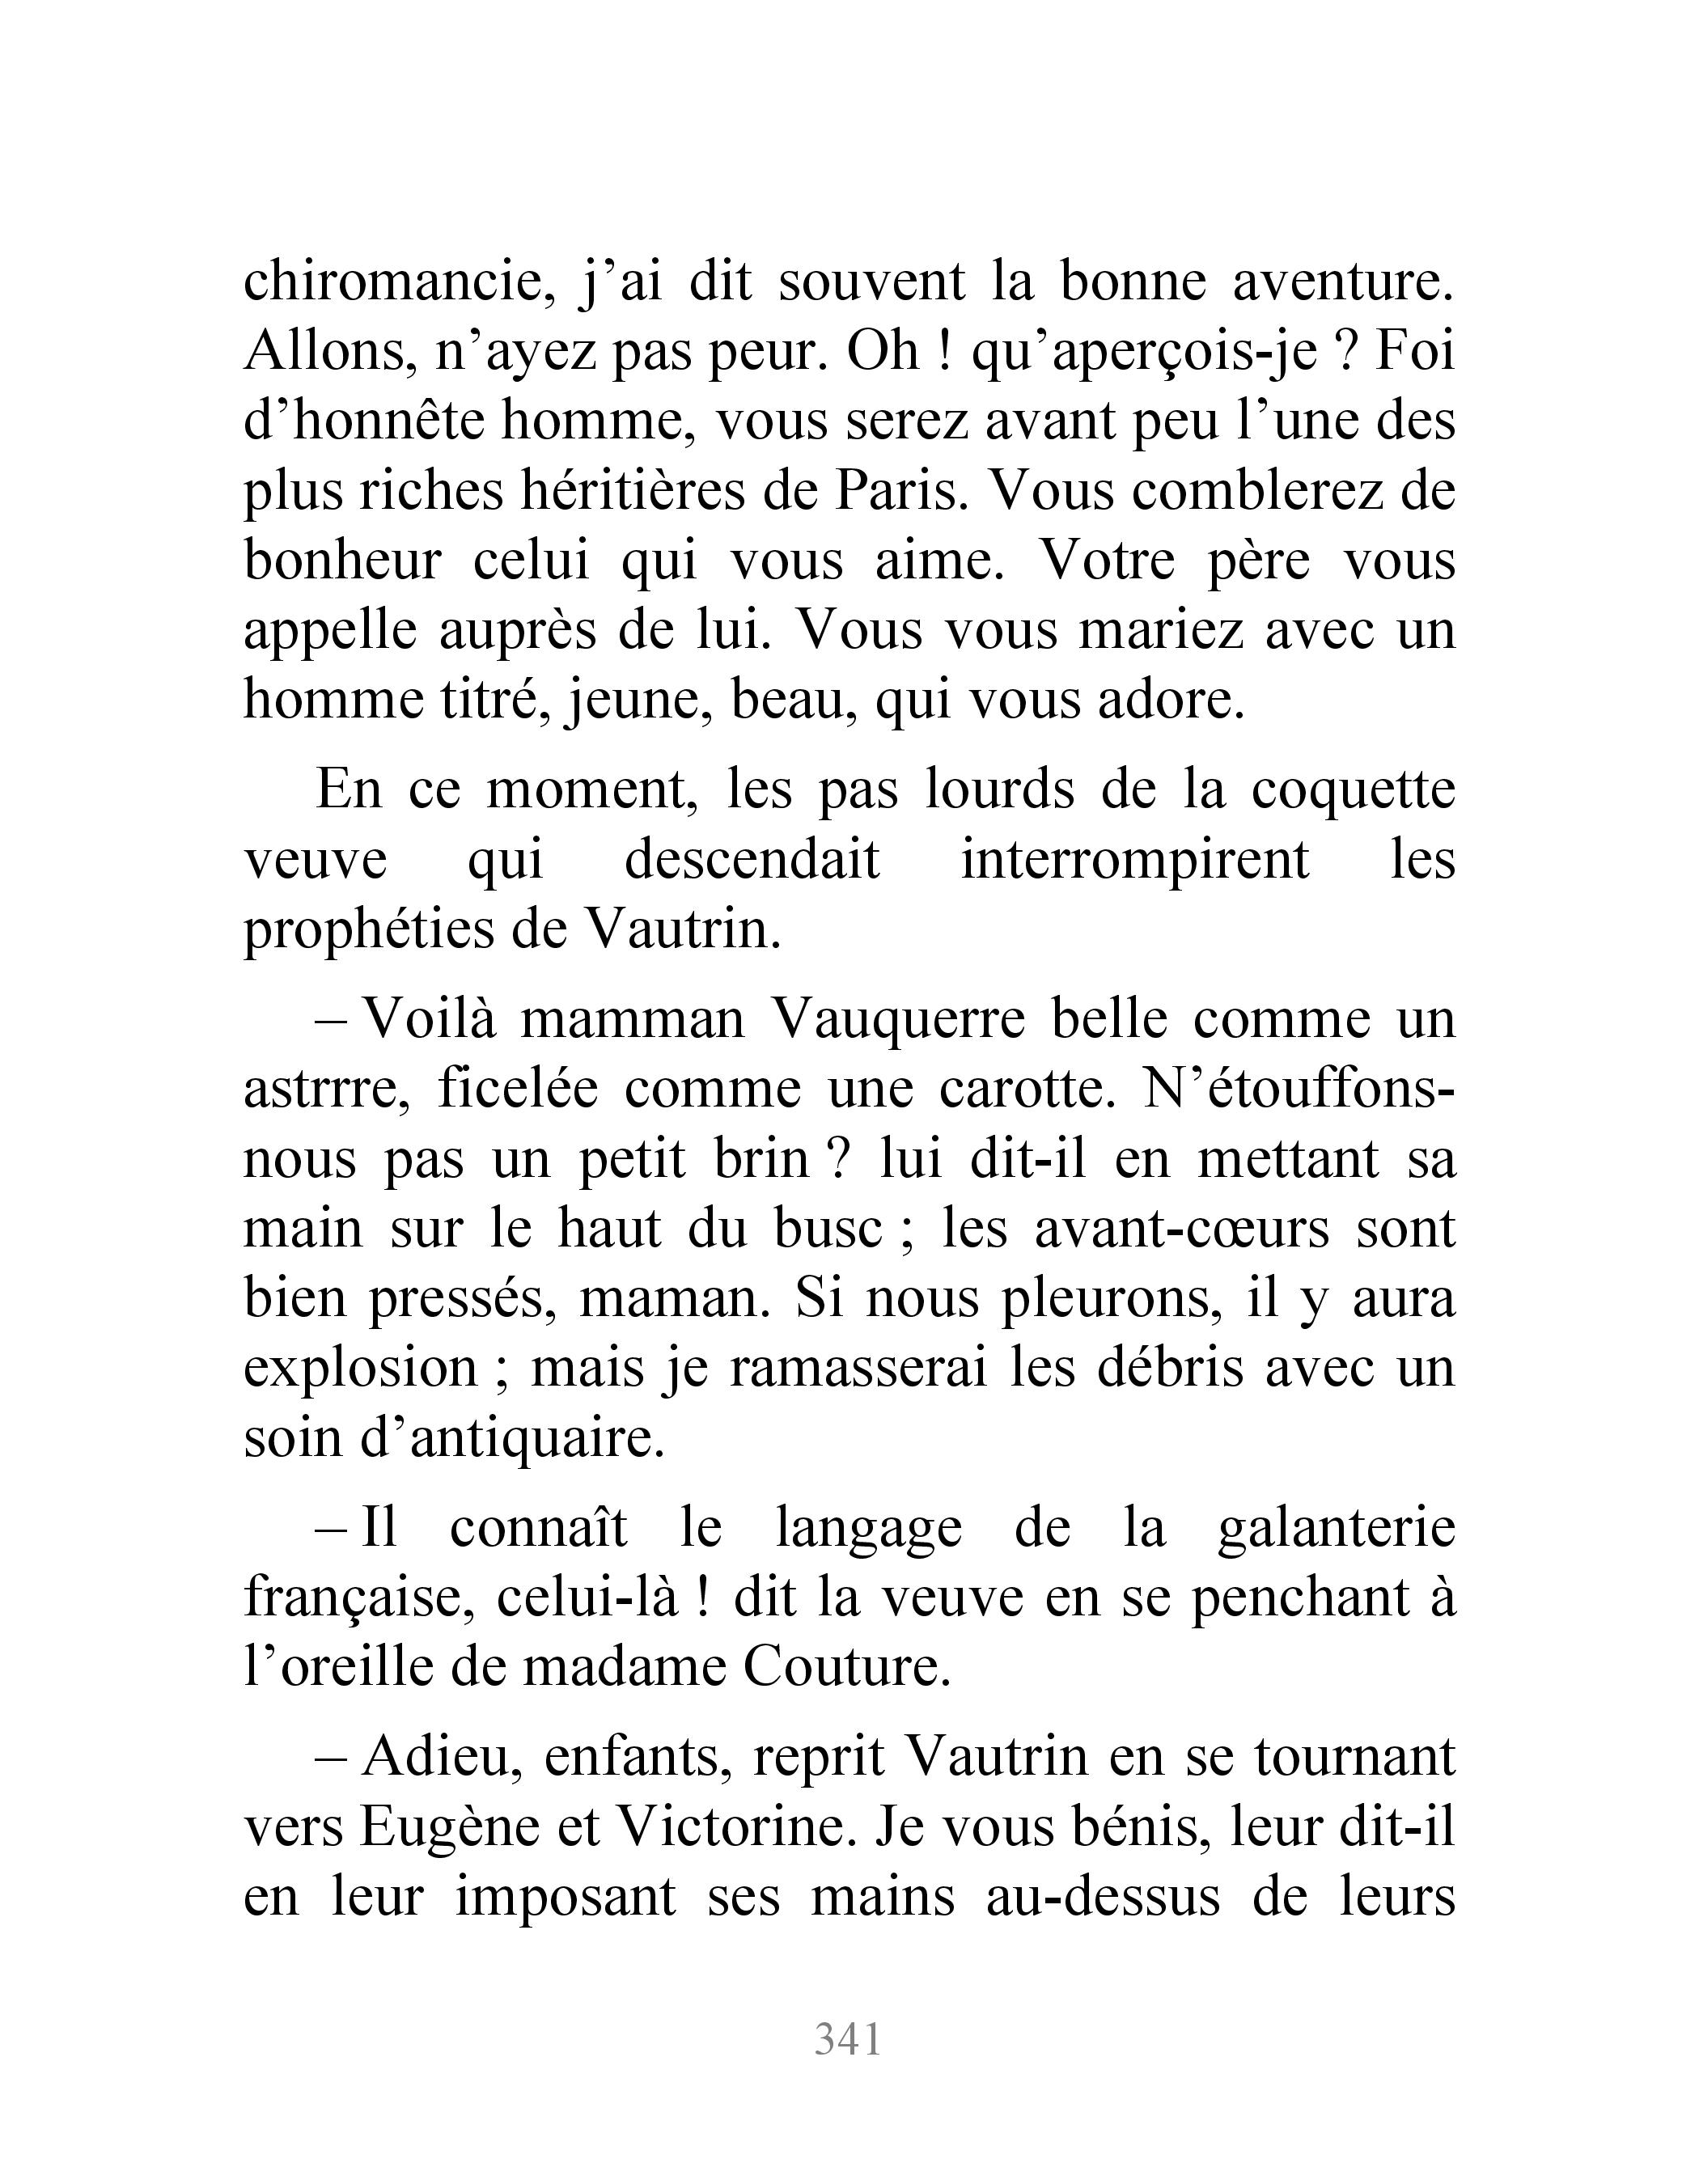 chiromancie, j’ai dit souvent la bonne aventure.
Allons, n’ayez pas peur. Oh ! qu’aperçois-je ? Foi
d’honnête homme, vous serez avant peu l’une des
plus riches héritières de Paris. Vous comblerez de
bonheur celui qui vous aime. Votre père vous
appelle auprès de lui. Vous vous mariez avec un
homme titré, jeune, beau, qui vous adore.
En ce moment, les pas lourds de la coquette
veuve qui descendait interrompirent les
prophéties de Vautrin.
– Voilà mamman Vauquerre belle comme un
astrrre, ficelée comme une carotte. N’étouffons-
nous pas un petit brin ? lui dit-il en mettant sa
main sur le haut du busc ; les avant-cœurs sont
bien pressés, maman. Si nous pleurons, il y aura
explosion ; mais je ramasserai les débris avec un
soin d’antiquaire.
– Il connaît le langage de la galanterie
française, celui-là ! dit la veuve en se penchant à
l’oreille de madame Couture.
– Adieu, enfants, reprit Vautrin en se tournant
vers Eugène et Victorine. Je vous bénis, leur dit-il
en leur imposant ses mains au-dessus de leurs
341